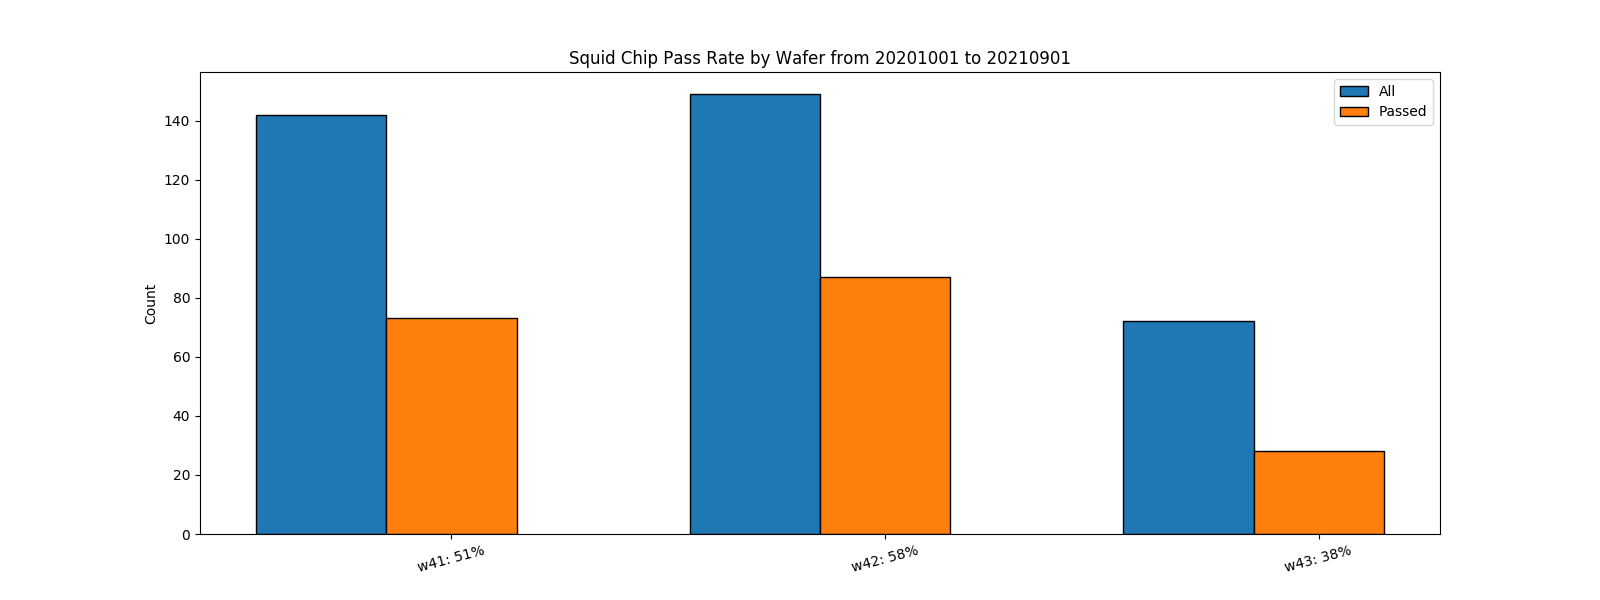 Squid Chip Pass Rate by Wafer from 20201001 to 20210901
All
Passed
140
120
100
80
60
40
20
0
Count
w41: 51%
w42: 58%
w43: 38%